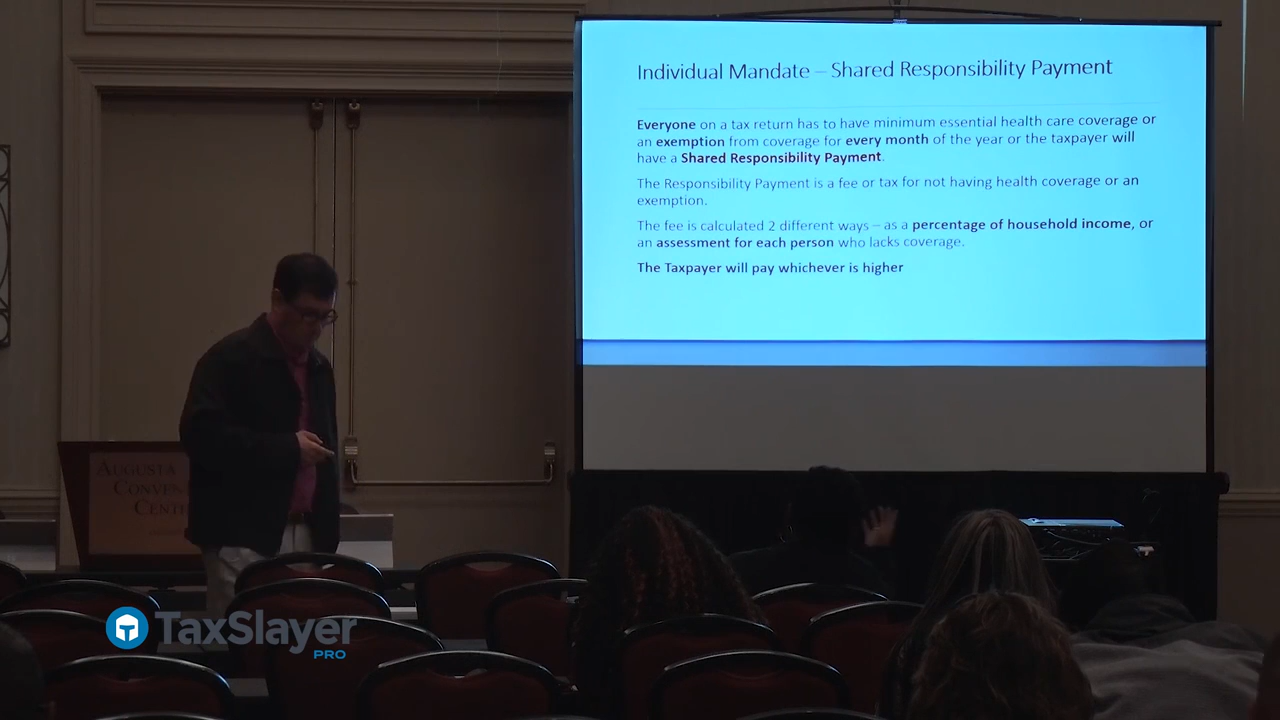 Individual Mandate – Shared Responsibility Payment
Everyone on a tax return has to have minimum essential health care coverage or
an exemption from coverage for every month of the year or the taxpayer will
have a Shared Responsibility Payment.
The Responsibility Payment is a fee or tax for not having health coverage or an
exemption.
The fee is calculated 2 different ways – as a percentage of household income, or
an assessment for each person who lacks coverage.
The Taxpayer will pay whichever is higher
Augusta
Conven
Cente
TaxSlayer
PRO